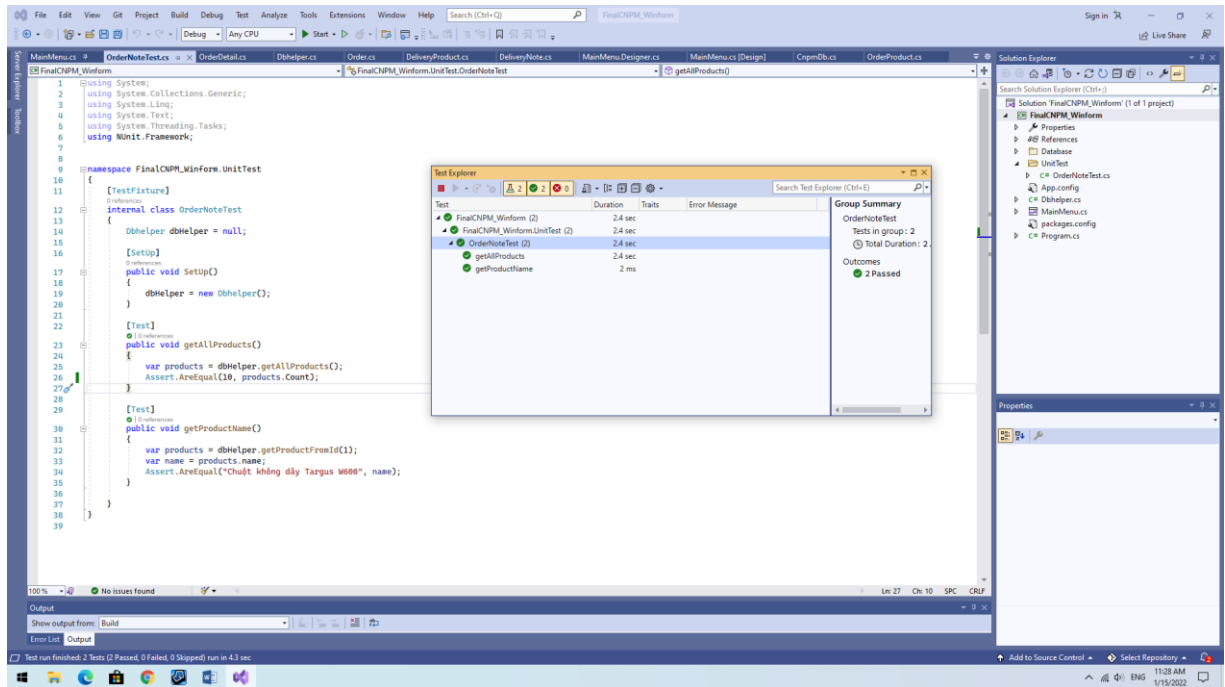 File Edit View Git Project Build Debug Test Analyze Tools Extensions Window Help Search (Ctrl+Q) FinalCNPM_Winform Sign in
Debug Any CPU Start Live Share
Server Explorer
Toolbox
MainMenu.cs OrderNoteTest.cs OrderDetail.cs Dbhelper.cs Order.cs DeliveryProduct.cs DeliveryNote.cs MainMenu.Designer.cs MainMenu.cs [Design] CnpmDb.cs OrderProduct.cs
FinalCNPM_Winform FinalCNPM_Winform.UnitTest.OrderNoteTest getAllProducts()
1 using System;
2 using System.Collections.Generic;
3 using System.Linq;
4 using System.Text;
5 using System.Threading.Tasks;
6 using NUnit.Framework;
7
8
9 namespace FinalCNPM_Winform.UnitTest
10 {
11 [TestFixture]
0 references
12 internal class OrderNoteTest
13 {
14 Dbhelper dbHelper = null;
15
16 [SetUp]
0 references
17 public void SetUp()
18 {
19 dbHelper = new Dbhelper();
20 }
21
22 [Test]
0 references
23 public void getAllProducts()
24 {
25 var products = dbHelper.getAllProducts();
26 Assert.AreEqual(10, products.Count);
27 }
28
29 [Test]
0 references
30 public void getProductName()
31 {
32 var products = dbHelper.getProductFromId(1);
33 var name = products.name;
34 Assert.AreEqual("Chuột không dây Targus W600", name);
35 }
36
37 }
38 }
39
Test Explorer
2 2 0 Search Test Explorer (Ctrl+E)
Test Duration Traits Error Message
FinalCNPM_Winform (2) 2.4 sec
FinalCNPM_Winform.UnitTest (2) 2.4 sec
OrderNoteTest (2) 2.4 sec
getAllProducts 2.4 sec
getProductName 2 ms
Group Summary
OrderNoteTest
Tests in group: 2
Total Duration: 2.
Outcomes
2 Passed
Solution Explorer
Search Solution Explorer (Ctrl+;)
Solution 'FinalCNPM_Winform' (1 of 1 project)
FinalCNPM_Winform
Properties
References
Database
UnitTest
C# OrderNoteTest.cs
App.config
C# Dbhelper.cs
MainMenu.cs
packages.config
C# Program.cs
Properties
100 % No issues found Ln: 27 Ch: 10 SPC CRLF
Output
Show output from: Build
Error List Output
Test run finished: 2 Tests (2 Passed, 0 Failed, 0 Skipped) run in 4.3 sec Add to Source Control Select Repository 2
ENG 11:28 AM
1/15/2022